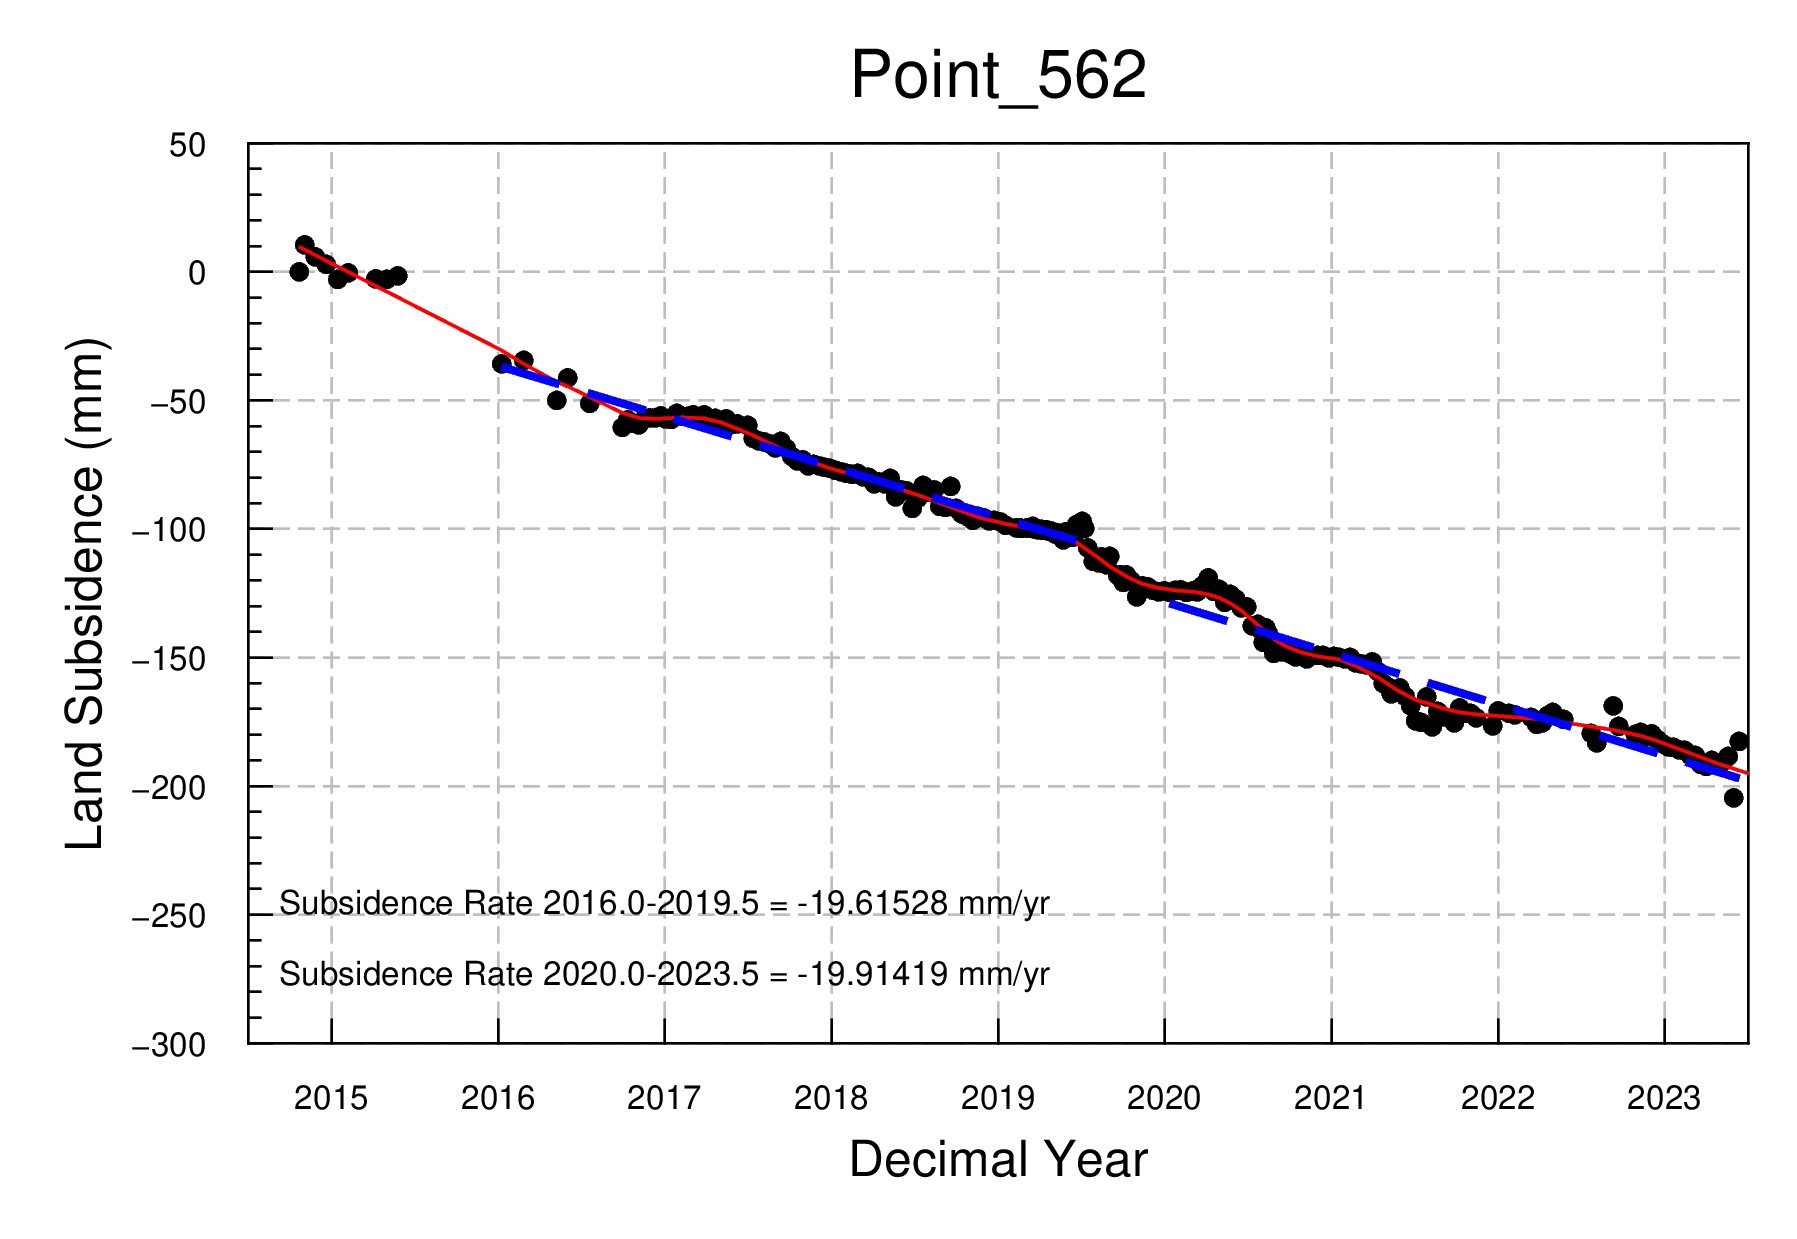 Point_562
50
0
−50
−100
−150
−200
−250
−300
Land Subsidence (mm)
Subsidence Rate 2016.0-2019.5 = -19.61528 mm/yr
Subsidence Rate 2020.0-2023.5 = -19.91419 mm/yr
2015 2016 2017 2018 2019 2020 2021 2022 2023
Decimal Year